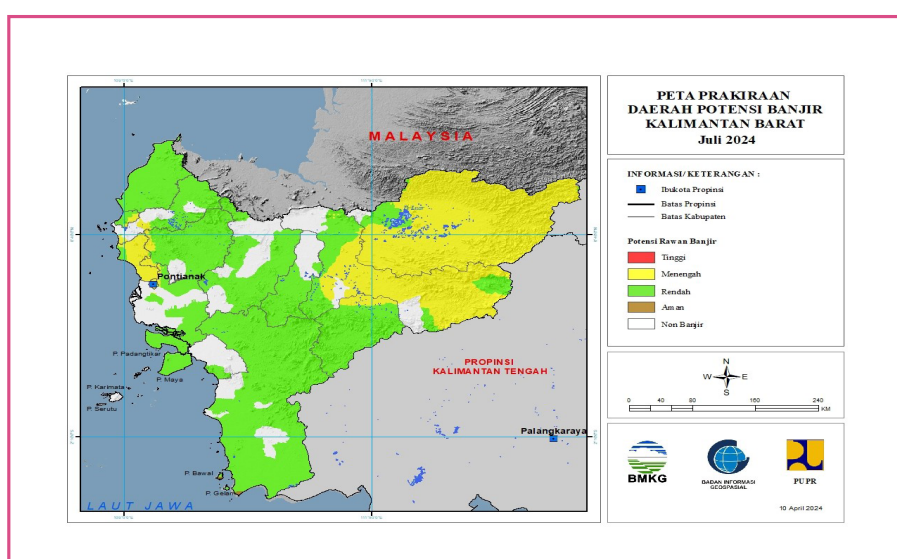 PETA PRAKIRAAN
DAERAH POTENSI BANJIR
KALIMANTAN BARAT
Juli 2024
MALAYSIA
Pontianak
P. Padangtikar
P. Maya
P. Karimata
P. Serutu
PROPINSI
KALIMANTAN TENGAH
Palangkaraya
P. Bawal
P. Gelam
LAUT JAWA
INFORMASI/KETERANGAN :
Ibukota Propinsi
Batas Propinsi
Batas Kabupaten
Potensi Rawan Banjir
Tinggi
Menengah
Rendah
Aman
Non Banjir
N
W E
S
0 40 80 160 240
KM
BMKG
BADAN INFORMASI
GEOSPASIAL
PUPR
10 April 2024